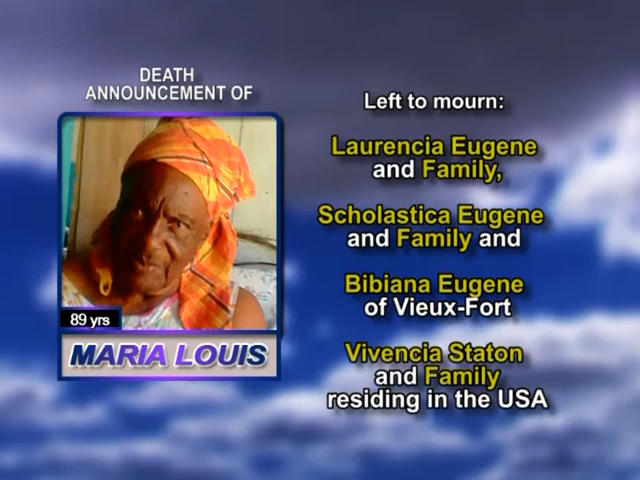 DEATH
ANNOUNCEMENT OF
89 yrs
MARIA LOUIS
Left to mourn:
Laurencia Eugene
and Family,
Scholastica Eugene
and Family and
Bibiana Eugene
of Vieux-Fort
Vivencia Staton
and Family
residing in the USA